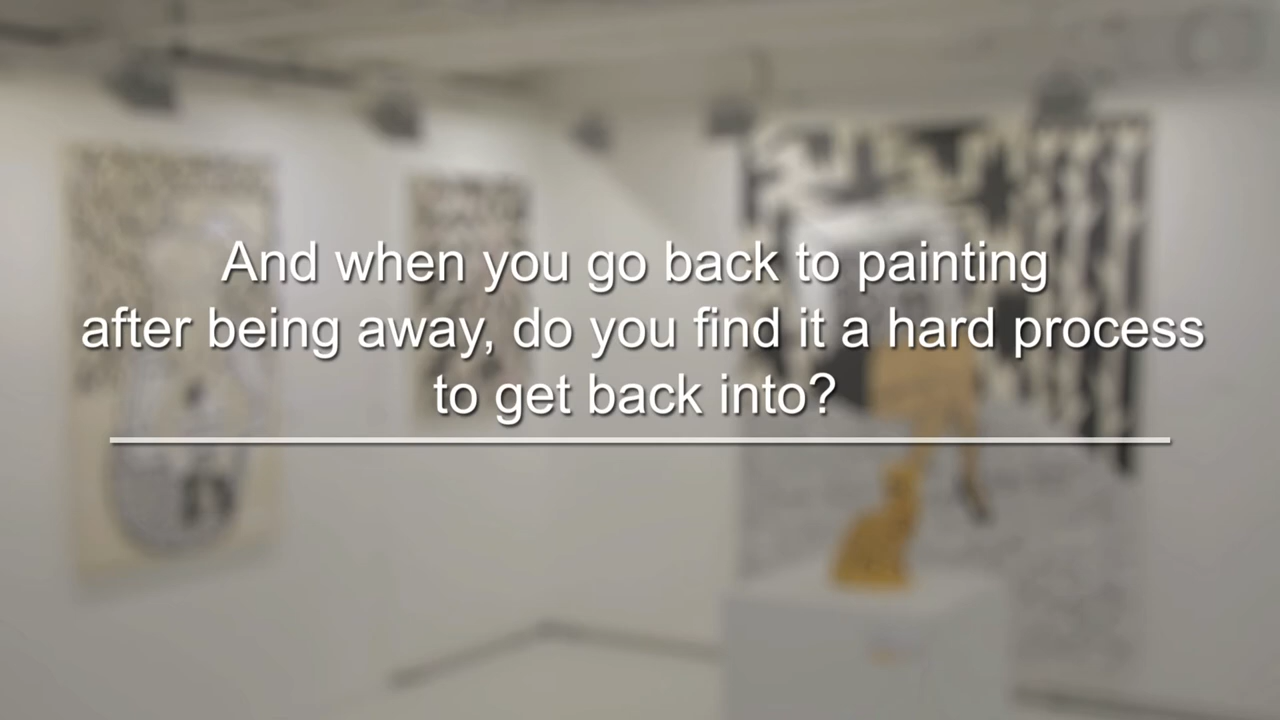 And when you go back to painting
after being away, do you find it a hard process
to get back into?